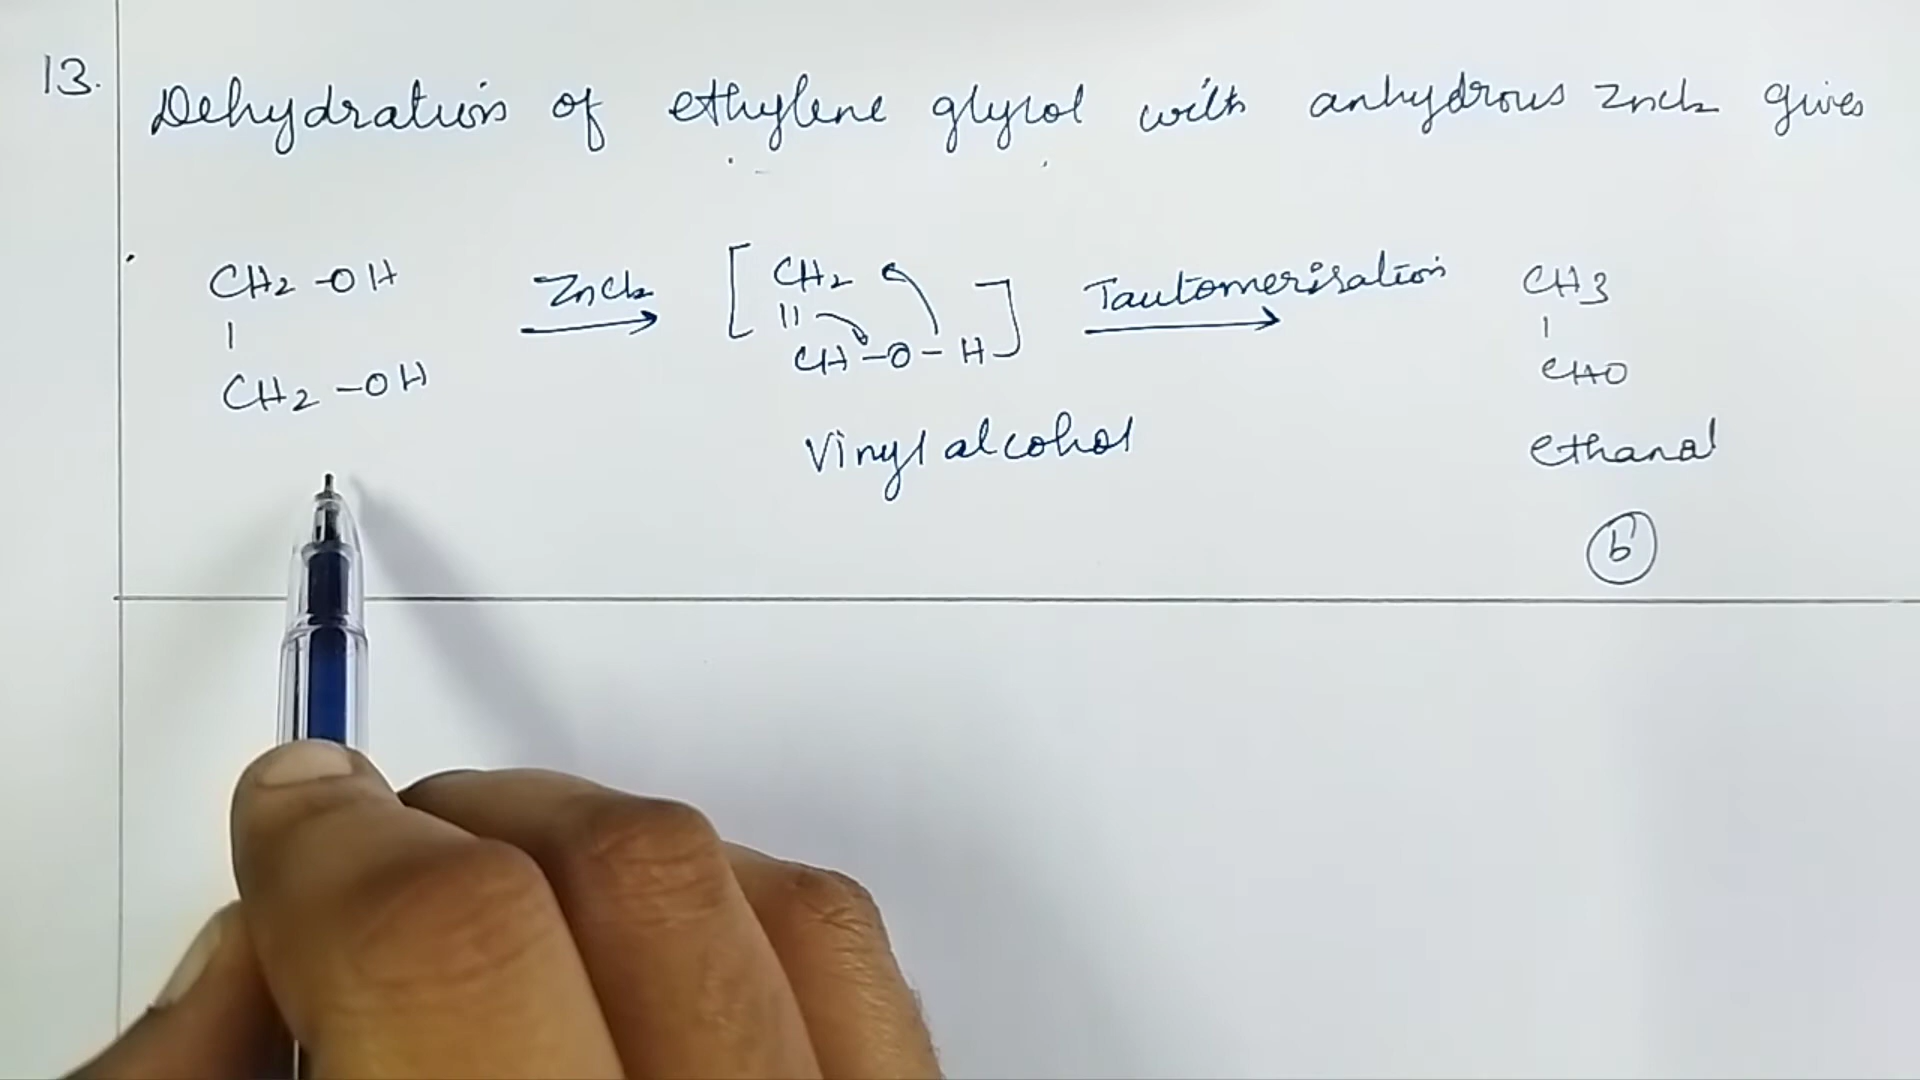 13. Dehydration of ethylene glycol with anhydrous ZnCl2 gives
CH2-OH ZnCl2 [CH2 Tautomerisation CH3
| || |
CH2-OH CH-O-H] CHO
Vinyl alcohol ethanal
b